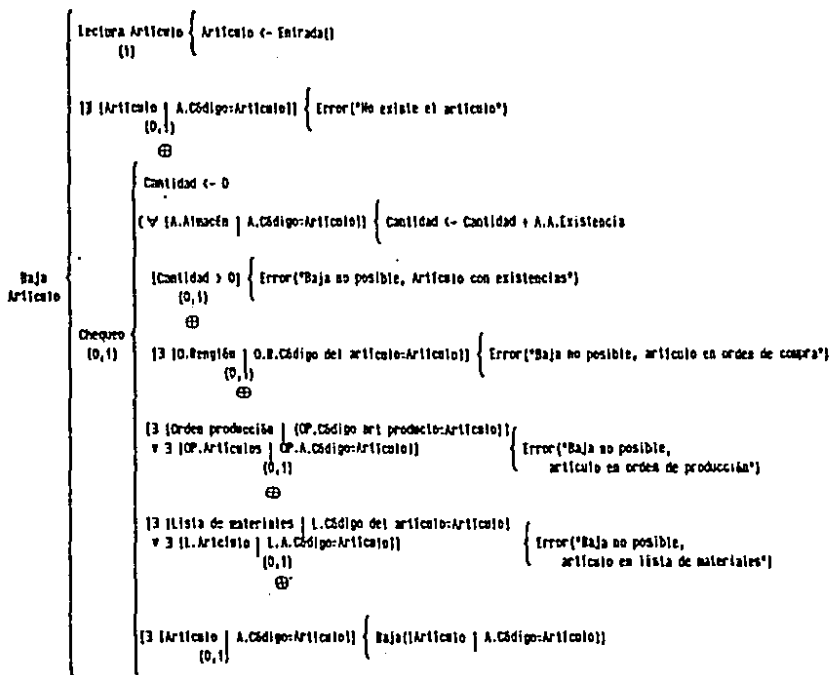 Lectura Artículo { Artículo <- Entrada()
(1)
[∄ {Artículo | A.Código=Artículo}] { Error("No existe el artículo")
(0,1)
⊕
Cantidad <- 0
( ∀ {A.Almacén | A.Código=Artículo}] { Cantidad <- Cantidad + A.A.Existencia
[Cantidad > 0] { Error("Baja no posible, Artículo con existencias")
(0,1)
⊕
Baja
Artículo
Chequeo
(0,1)
[∃ {O.Renglón | O.R.Código del artículo=Artículo}] { Error("Baja no posible, artículo en orden de compra")
(0,1)
⊕
[∃ {Orden producción | (OP.Código art producto=Artículo}]
∨ ∃ {OP.Artículos | OP.A.Código=Artículo}]
(0,1)
{ Error("Baja no posible,
artículo en orden de producción")
⊕
[∃ {Lista de materiales | L.Código del artículo=Artículo}
∨ ∃ {L.Artcíulo | L.A.Código=Artículo}]
(0,1)
{ Error("Baja no posible,
artículo en lista de materiales")
⊕
[∃ {Artículo | A.Código=Artículo}] { Baja({Artículo | A.Código=Artículo})
(0,1)